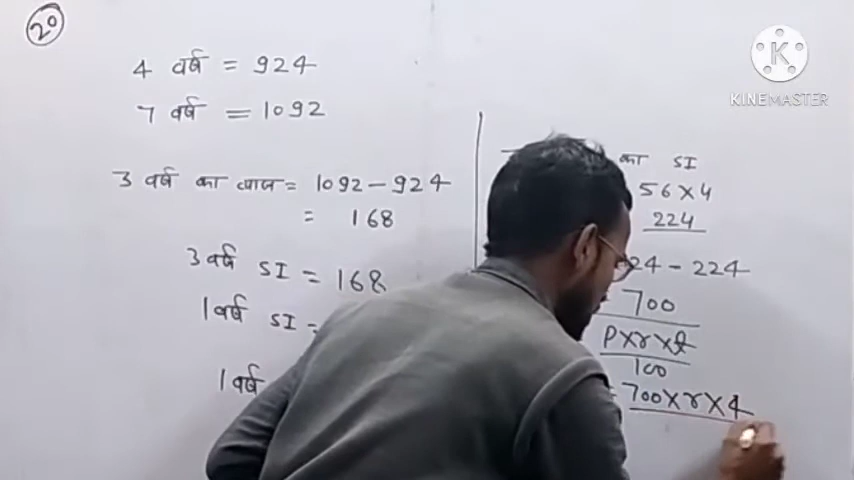 20
4 वर्ष = 924
7 वर्ष = 1092
3 वर्ष का व्याज = 1092 - 924
= 168
3 वर्ष SI = 168
1 वर्ष SI =
1 वर्ष
KINEMASTER
का SI
56 × 4
224
24 - 224
700
P × r × t
100
700 × r × 4